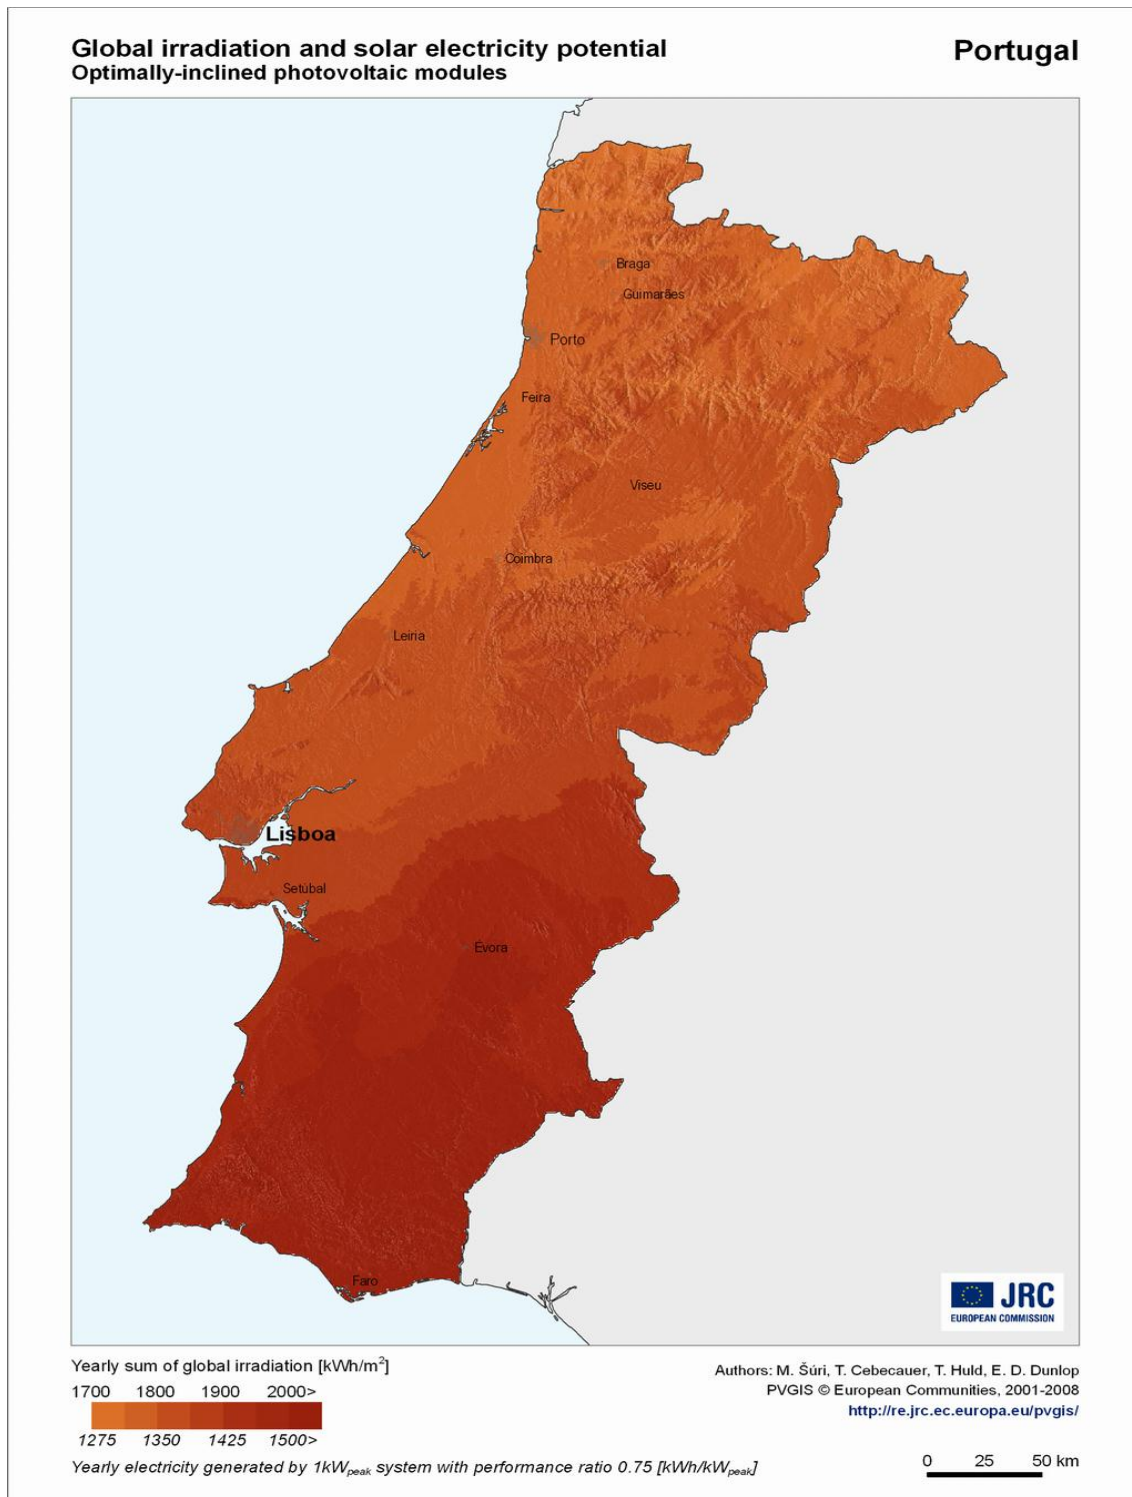 Global irradiation and solar electricity potential
Optimally-inclined photovoltaic modules
Portugal
Braga
Guimarães
Porto
Feira
Viseu
Coimbra
Leiria
Lisboa
Setúbal
Évora
Faro
JRC
EUROPEAN COMMISSION
Yearly sum of global irradiation [kWh/m²]
1700 1800 1900 2000>
1275 1350 1425 1500>
Yearly electricity generated by 1kWpeak system with performance ratio 0.75 [kWh/kWpeak]
Authors: M. Šúri, T. Cebecauer, T. Huld, E. D. Dunlop
PVGIS © European Communities, 2001-2008
http://re.jrc.ec.europa.eu/pvgis/
0 25 50 km